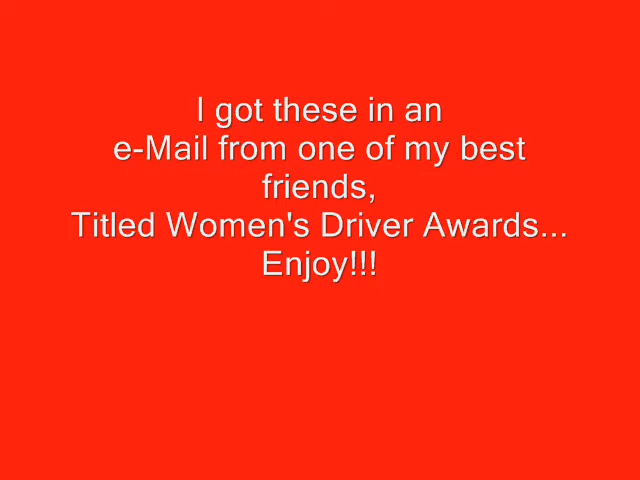 I got these in an
e-Mail from one of my best
friends,
Titled Women's Driver Awards...
Enjoy!!!